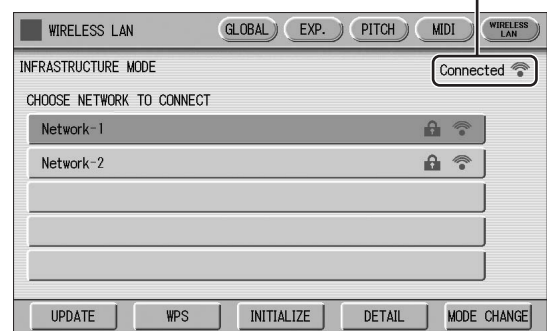 WIRELESS LAN GLOBAL EXP. PITCH MIDI WIRELESS LAN
INFRASTRUCTURE MODE Connected
CHOOSE NETWORK TO CONNECT
Network-1
Network-2
UPDATE WPS INITIALIZE DETAIL MODE CHANGE